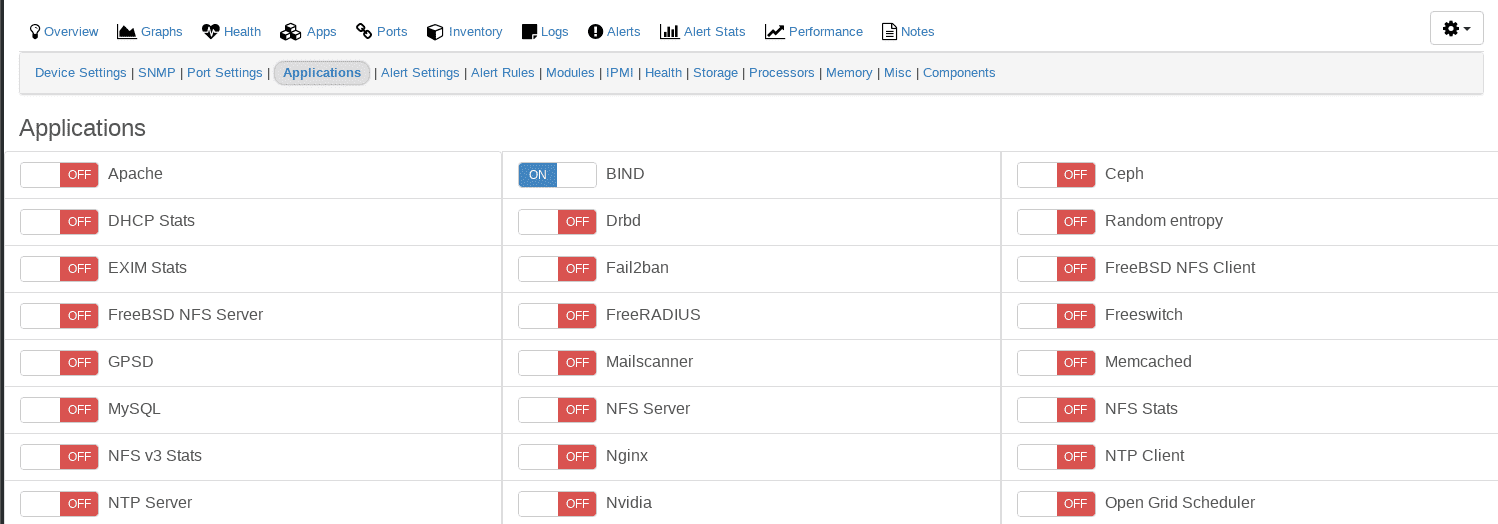 Overview Graphs Health Apps Ports Inventory Logs Alerts Alert Stats Performance Notes
Device Settings | SNMP | Port Settings | Applications | Alert Settings | Alert Rules | Modules | IPMI | Health | Storage | Processors | Memory | Misc | Components
Applications
OFF Apache ON BIND OFF Ceph
OFF DHCP Stats OFF Drbd OFF Random entropy
OFF EXIM Stats OFF Fail2ban OFF FreeBSD NFS Client
OFF FreeBSD NFS Server OFF FreeRADIUS OFF Freeswitch
OFF GPSD OFF Mailscanner OFF Memcached
OFF MySQL OFF NFS Server OFF NFS Stats
OFF NFS v3 Stats OFF Nginx OFF NTP Client
OFF NTP Server OFF Nvidia OFF Open Grid Scheduler